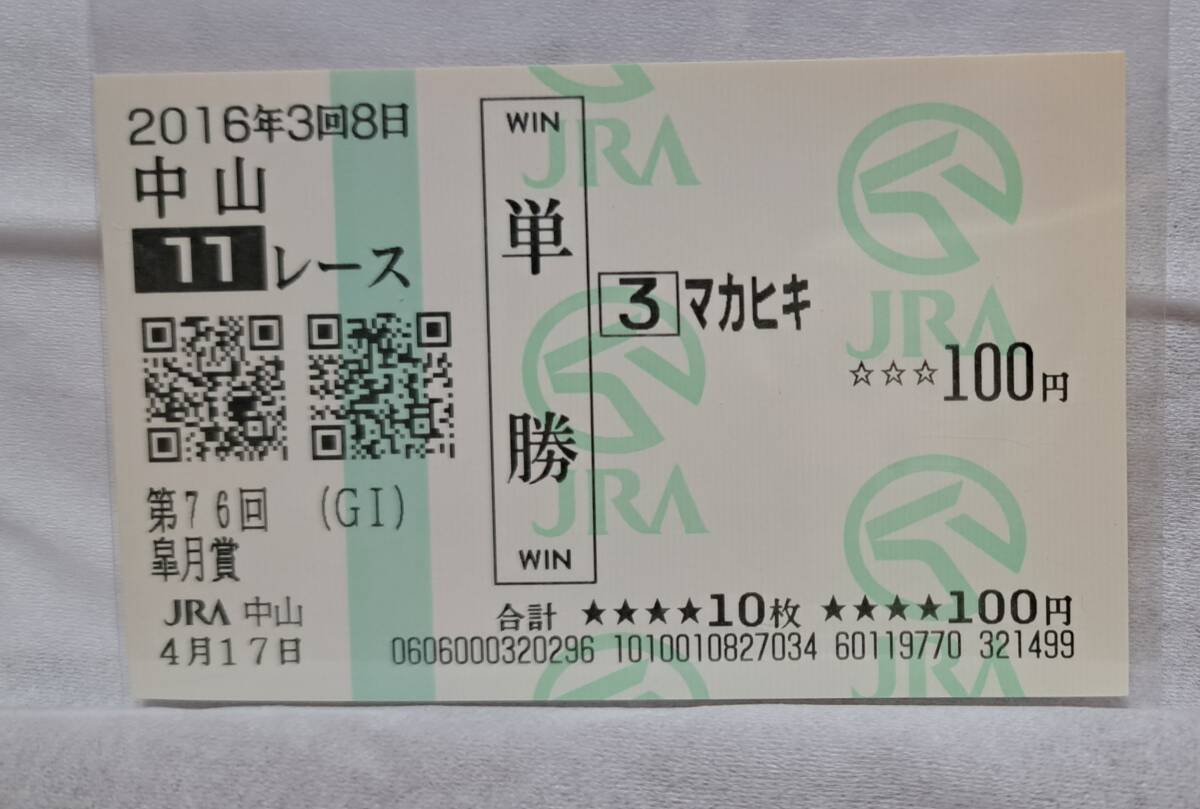 2016年3回8日
中山
11レース
第76回 (GⅠ)
皐月賞
JRA 中山
4月17日
WIN
単勝
WIN
3 マカヒキ
☆☆☆100円
合計 ★★★★10枚 ★★★★100円
0606000320296 1010010827034 60119770 321499
JRA
JRA
JRA
JRA